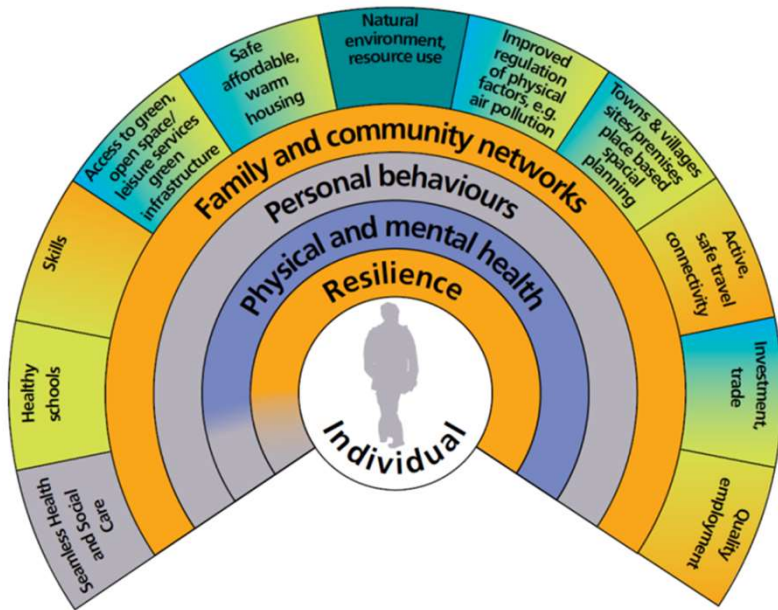 Seamless Health
and Social
Care
Healthy
schools
Skills
Access to green,
open space/
leisure services
green
infrastructure
Safe
affordable,
warm
housing
Natural
environment,
resource use
Improved
regulation
of physical
factors, e.g.
air pollution
Towns & villages
sites/premises
place based
spacial
planning
Active,
safe travel
connectivity
Investment,
trade
Quality
employment
Family and community networks
Personal behaviours
Physical and mental health
Resilience
Individual